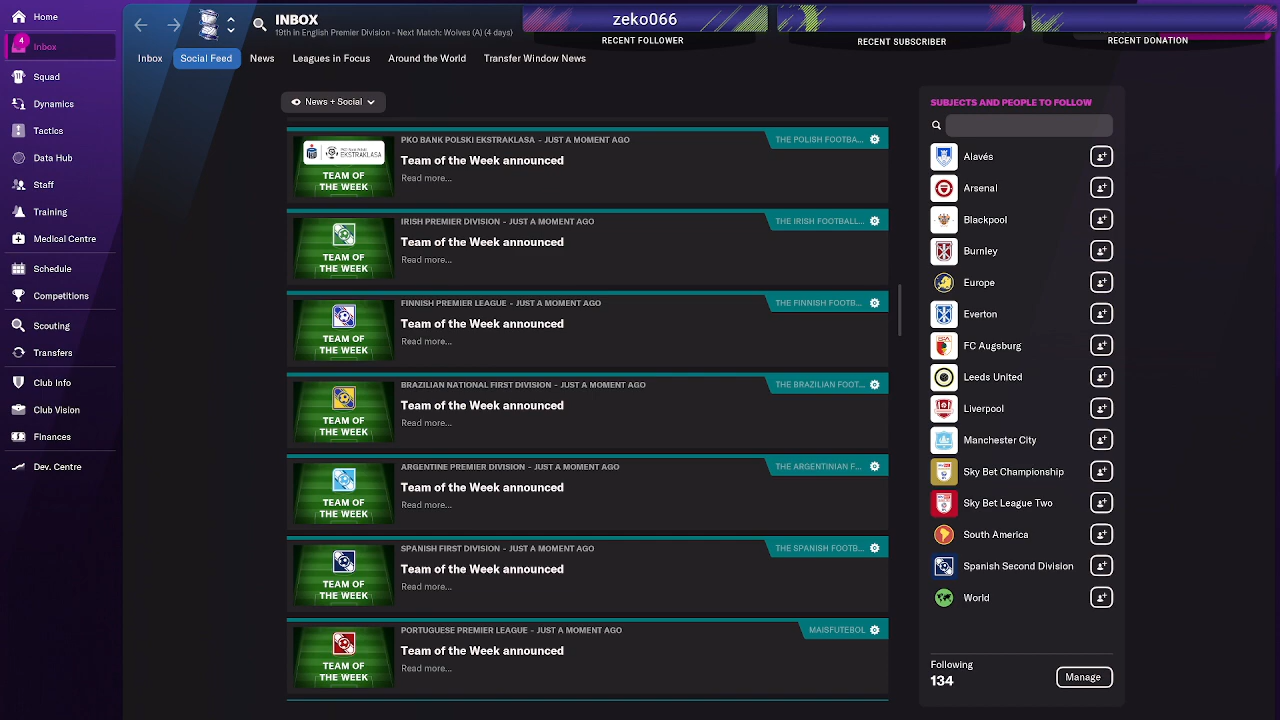 Home
4
Inbox
Squad
Dynamics
Tactics
Data Hub
Staff
Training
Medical Centre
Schedule
Competitions
Scouting
Transfers
Club Info
Club Vision
Finances
Dev. Centre
INBOX
19th in English Premier Division - Next Match: Wolves (A) (4 days)
zeko066
RECENT FOLLOWER
RECENT SUBSCRIBER
RECENT DONATION
Inbox
Social Feed
News
Leagues in Focus
Around the World
Transfer Window News
News + Social
PKO BANK POLSKI EKSTRAKLASA - JUST A MOMENT AGO
THE POLISH FOOTBA...
EKSTRAKLASA
TEAM OF
THE WEEK
Team of the Week announced
Read more...
IRISH PREMIER DIVISION - JUST A MOMENT AGO
THE IRISH FOOTBALL...
TEAM OF
THE WEEK
Team of the Week announced
Read more...
FINNISH PREMIER LEAGUE - JUST A MOMENT AGO
THE FINNISH FOOTB...
TEAM OF
THE WEEK
Team of the Week announced
Read more...
BRAZILIAN NATIONAL FIRST DIVISION - JUST A MOMENT AGO
THE BRAZILIAN FOOT...
TEAM OF
THE WEEK
Team of the Week announced
Read more...
ARGENTINE PREMIER DIVISION - JUST A MOMENT AGO
THE ARGENTINIAN F...
TEAM OF
THE WEEK
Team of the Week announced
Read more...
SPANISH FIRST DIVISION - JUST A MOMENT AGO
THE SPANISH FOOTB...
TEAM OF
THE WEEK
Team of the Week announced
Read more...
PORTUGUESE PREMIER LEAGUE - JUST A MOMENT AGO
MAISFUTEBOL
TEAM OF
THE WEEK
Team of the Week announced
Read more...
SUBJECTS AND PEOPLE TO FOLLOW
Alavés
Arsenal
Blackpool
Burnley
Europe
Everton
FC Augsburg
Leeds United
Liverpool
Manchester City
Sky Bet Championship
Sky Bet League Two
South America
Spanish Second Division
World
Following
134
Manage